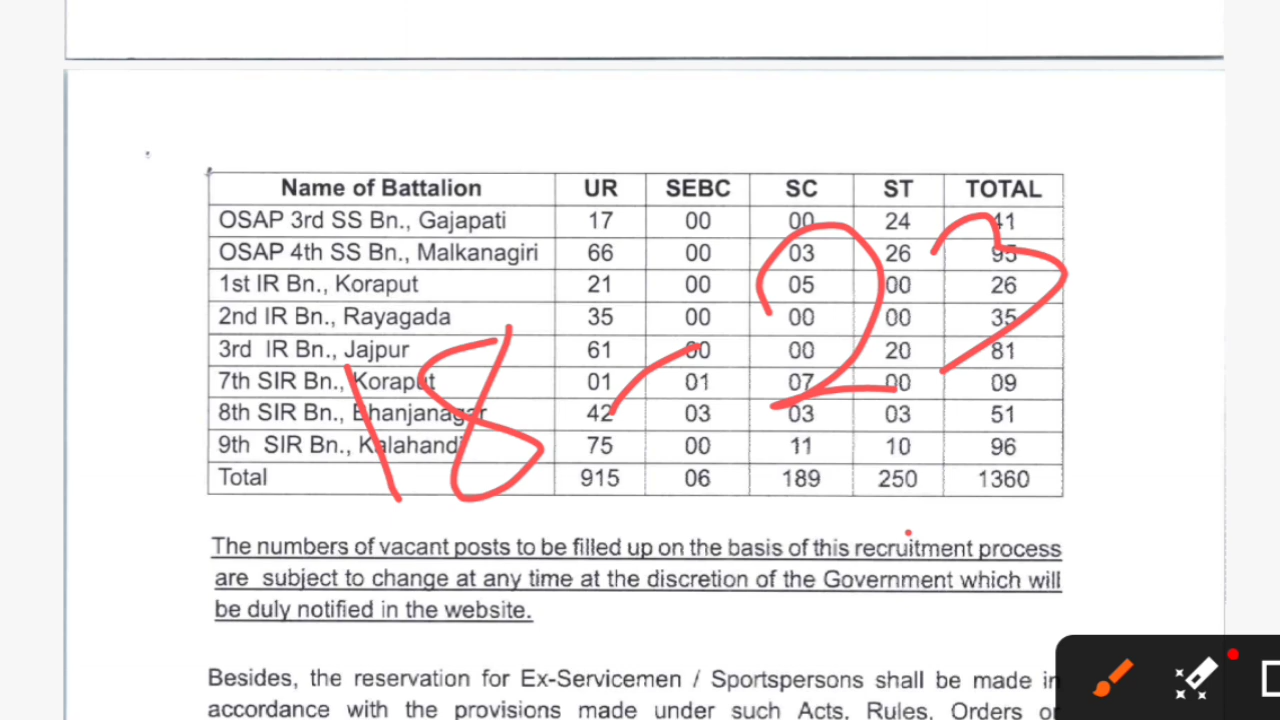 Name of Battalion UR SEBC SC ST TOTAL
OSAP 3rd SS Bn., Gajapati 17 00 00 24 41
OSAP 4th SS Bn., Malkanagiri 66 00 03 26 95
1st IR Bn., Koraput 21 00 05 00 26
2nd IR Bn., Rayagada 35 00 00 00 35
3rd IR Bn., Jajpur 61 00 00 20 81
7th SIR Bn., Koraput 01 01 07 00 09
8th SIR Bn., Bhanjanagar 42 03 03 03 51
9th SIR Bn., Kalahandi 75 00 11 10 96
Total 915 06 189 250 1360
18-23
The numbers of vacant posts to be filled up on the basis of this recruitment process
are subject to change at any time at the discretion of the Government which will
be duly notified in the website.
Besides, the reservation for Ex-Servicemen / Sportspersons shall be made in
accordance with the provisions made under such Acts, Rules, Orders or